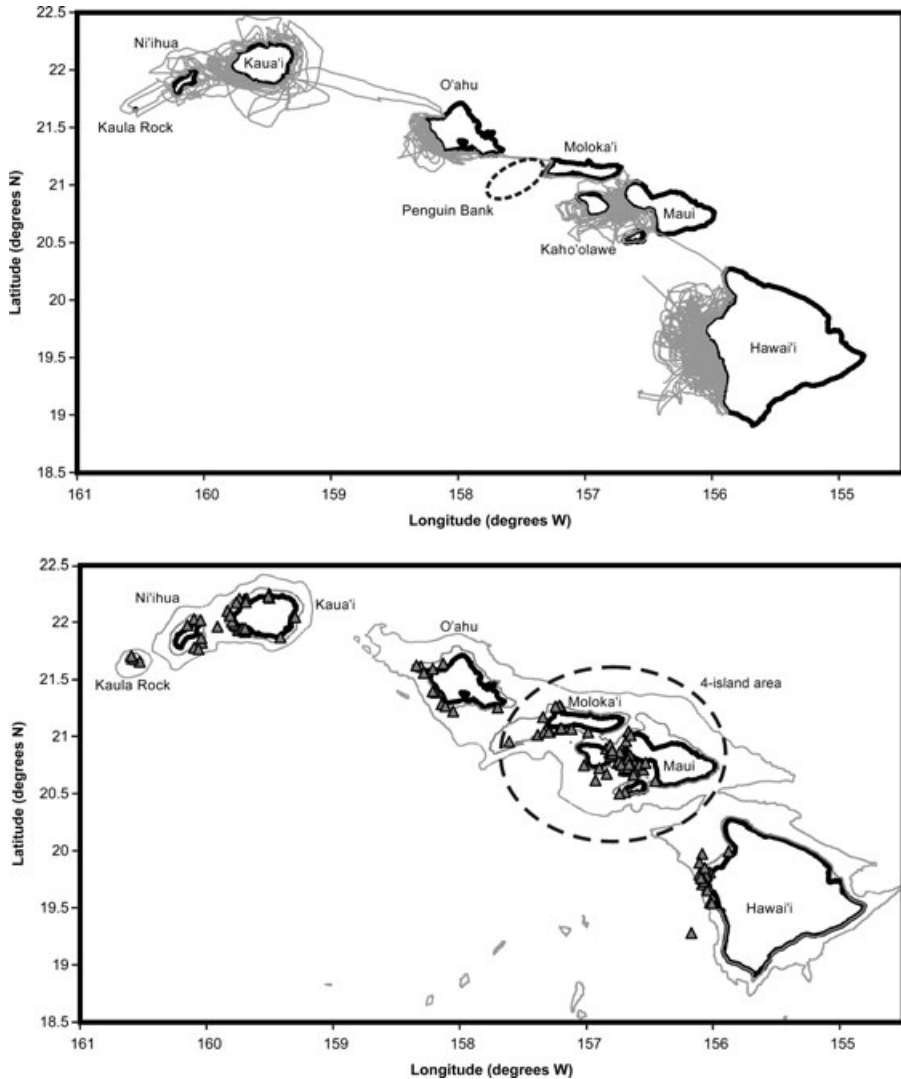 22.5
Ni'ihua
22
Kaua'i
O'ahu
21.5
Kaula Rock
Moloka'i
21
Penguin Bank
Maui
20.5
Kaho'olawe
Latitude (degrees N)
20
19.5
Hawai'i
19
18.5
161 160 159 158 157 156 155
Longitude (degrees W)
22.5
Ni'ihua
Kaua'i
22
O'ahu
21.5
Kaula Rock
4-island area
Moloka'i
21
Maui
20.5
Latitude (degrees N)
20
19.5
Hawai'i
19
18.5
161 160 159 158 157 156 155
Longitude (degrees W)